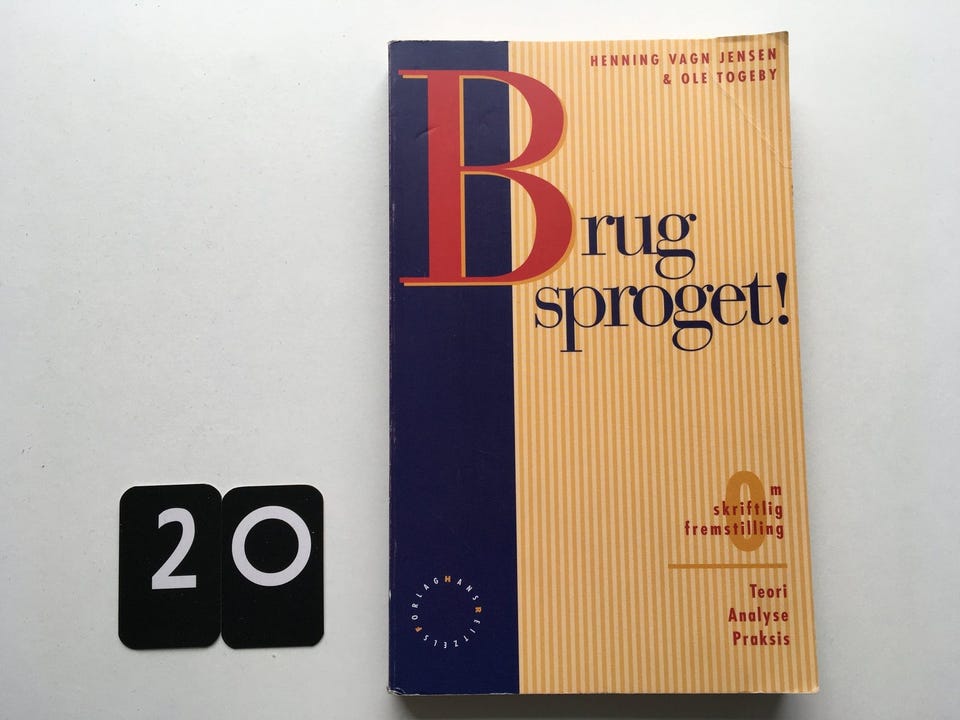 HENNING VAGN JENSEN
& OLE TOGEBY
Brug
sproget!
Om
skriftlig
fremstilling
Teori
Analyse
Praksis
HANS REITZELS FORLAG
20